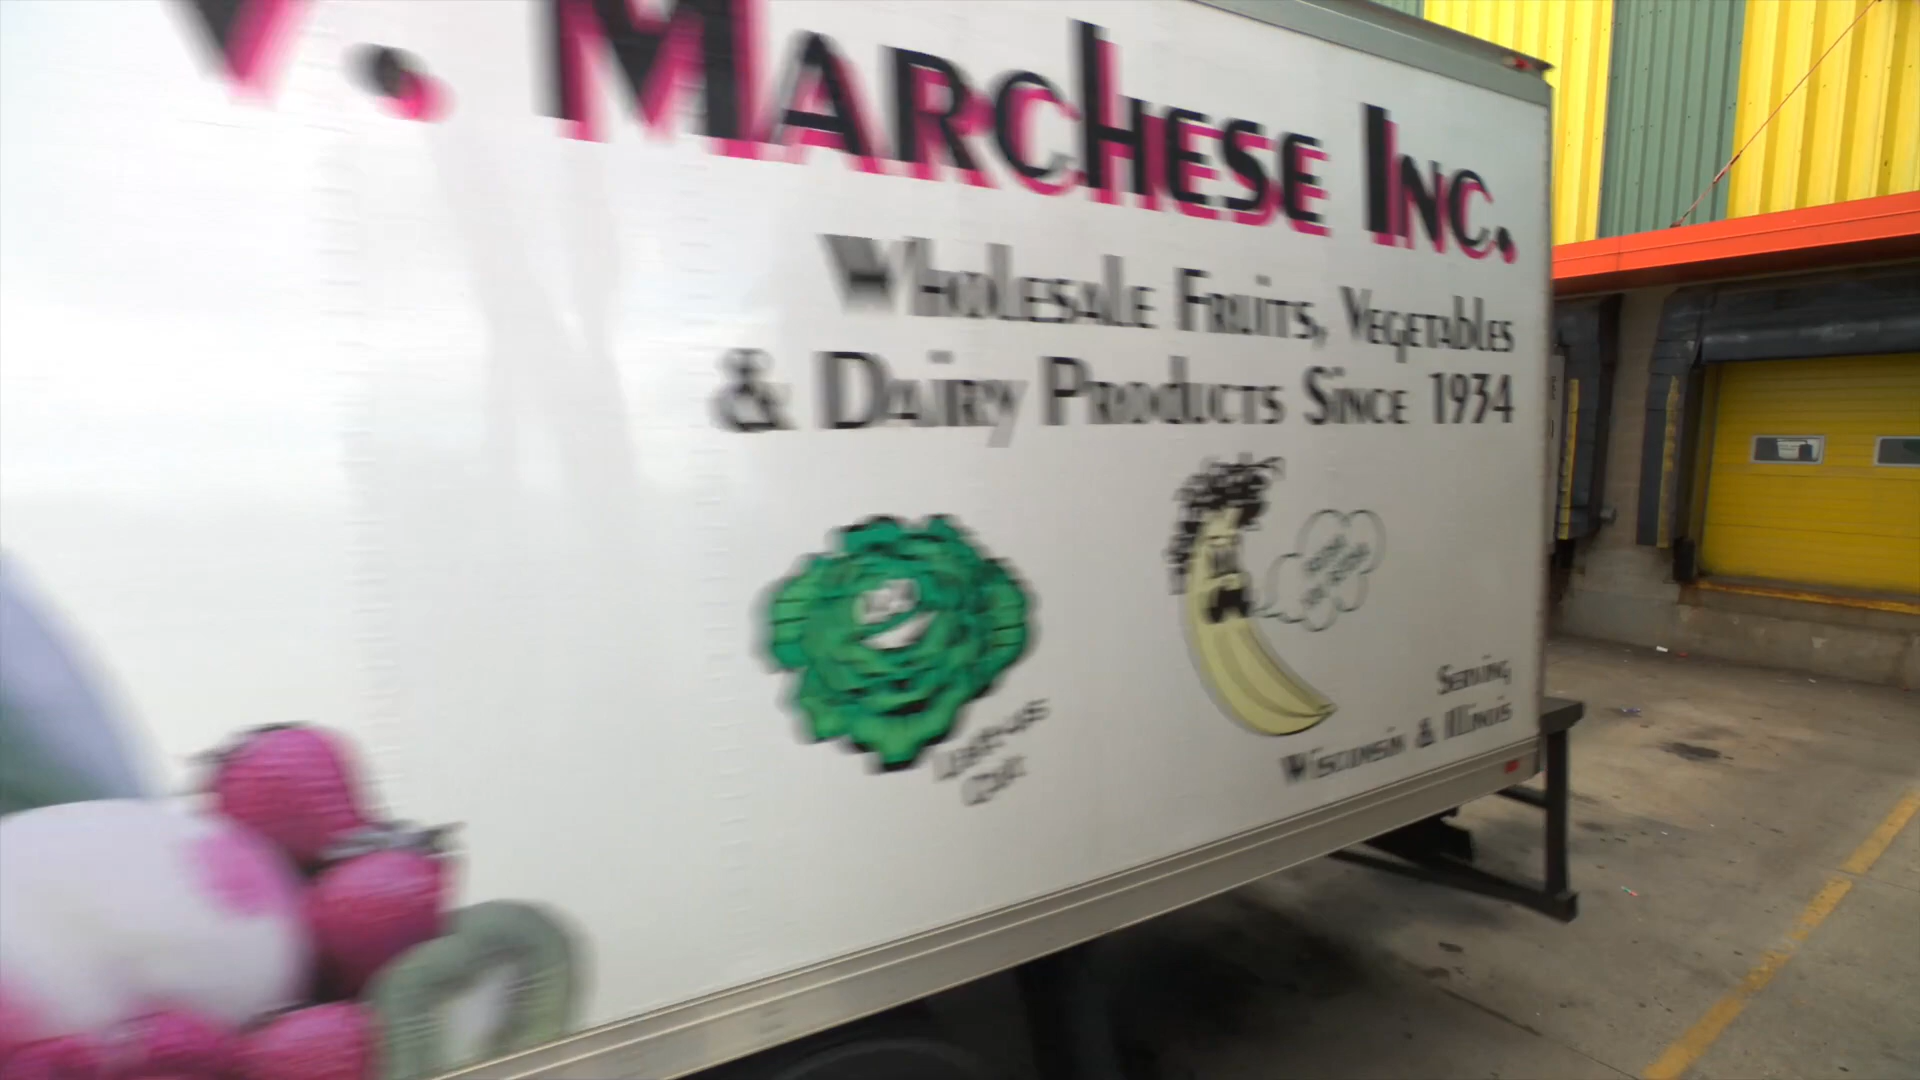 V. Marchese Inc.
Wholesale Fruits, Vegetables
& Dairy Products Since 1934
Serving
Wisconsin & Illinois